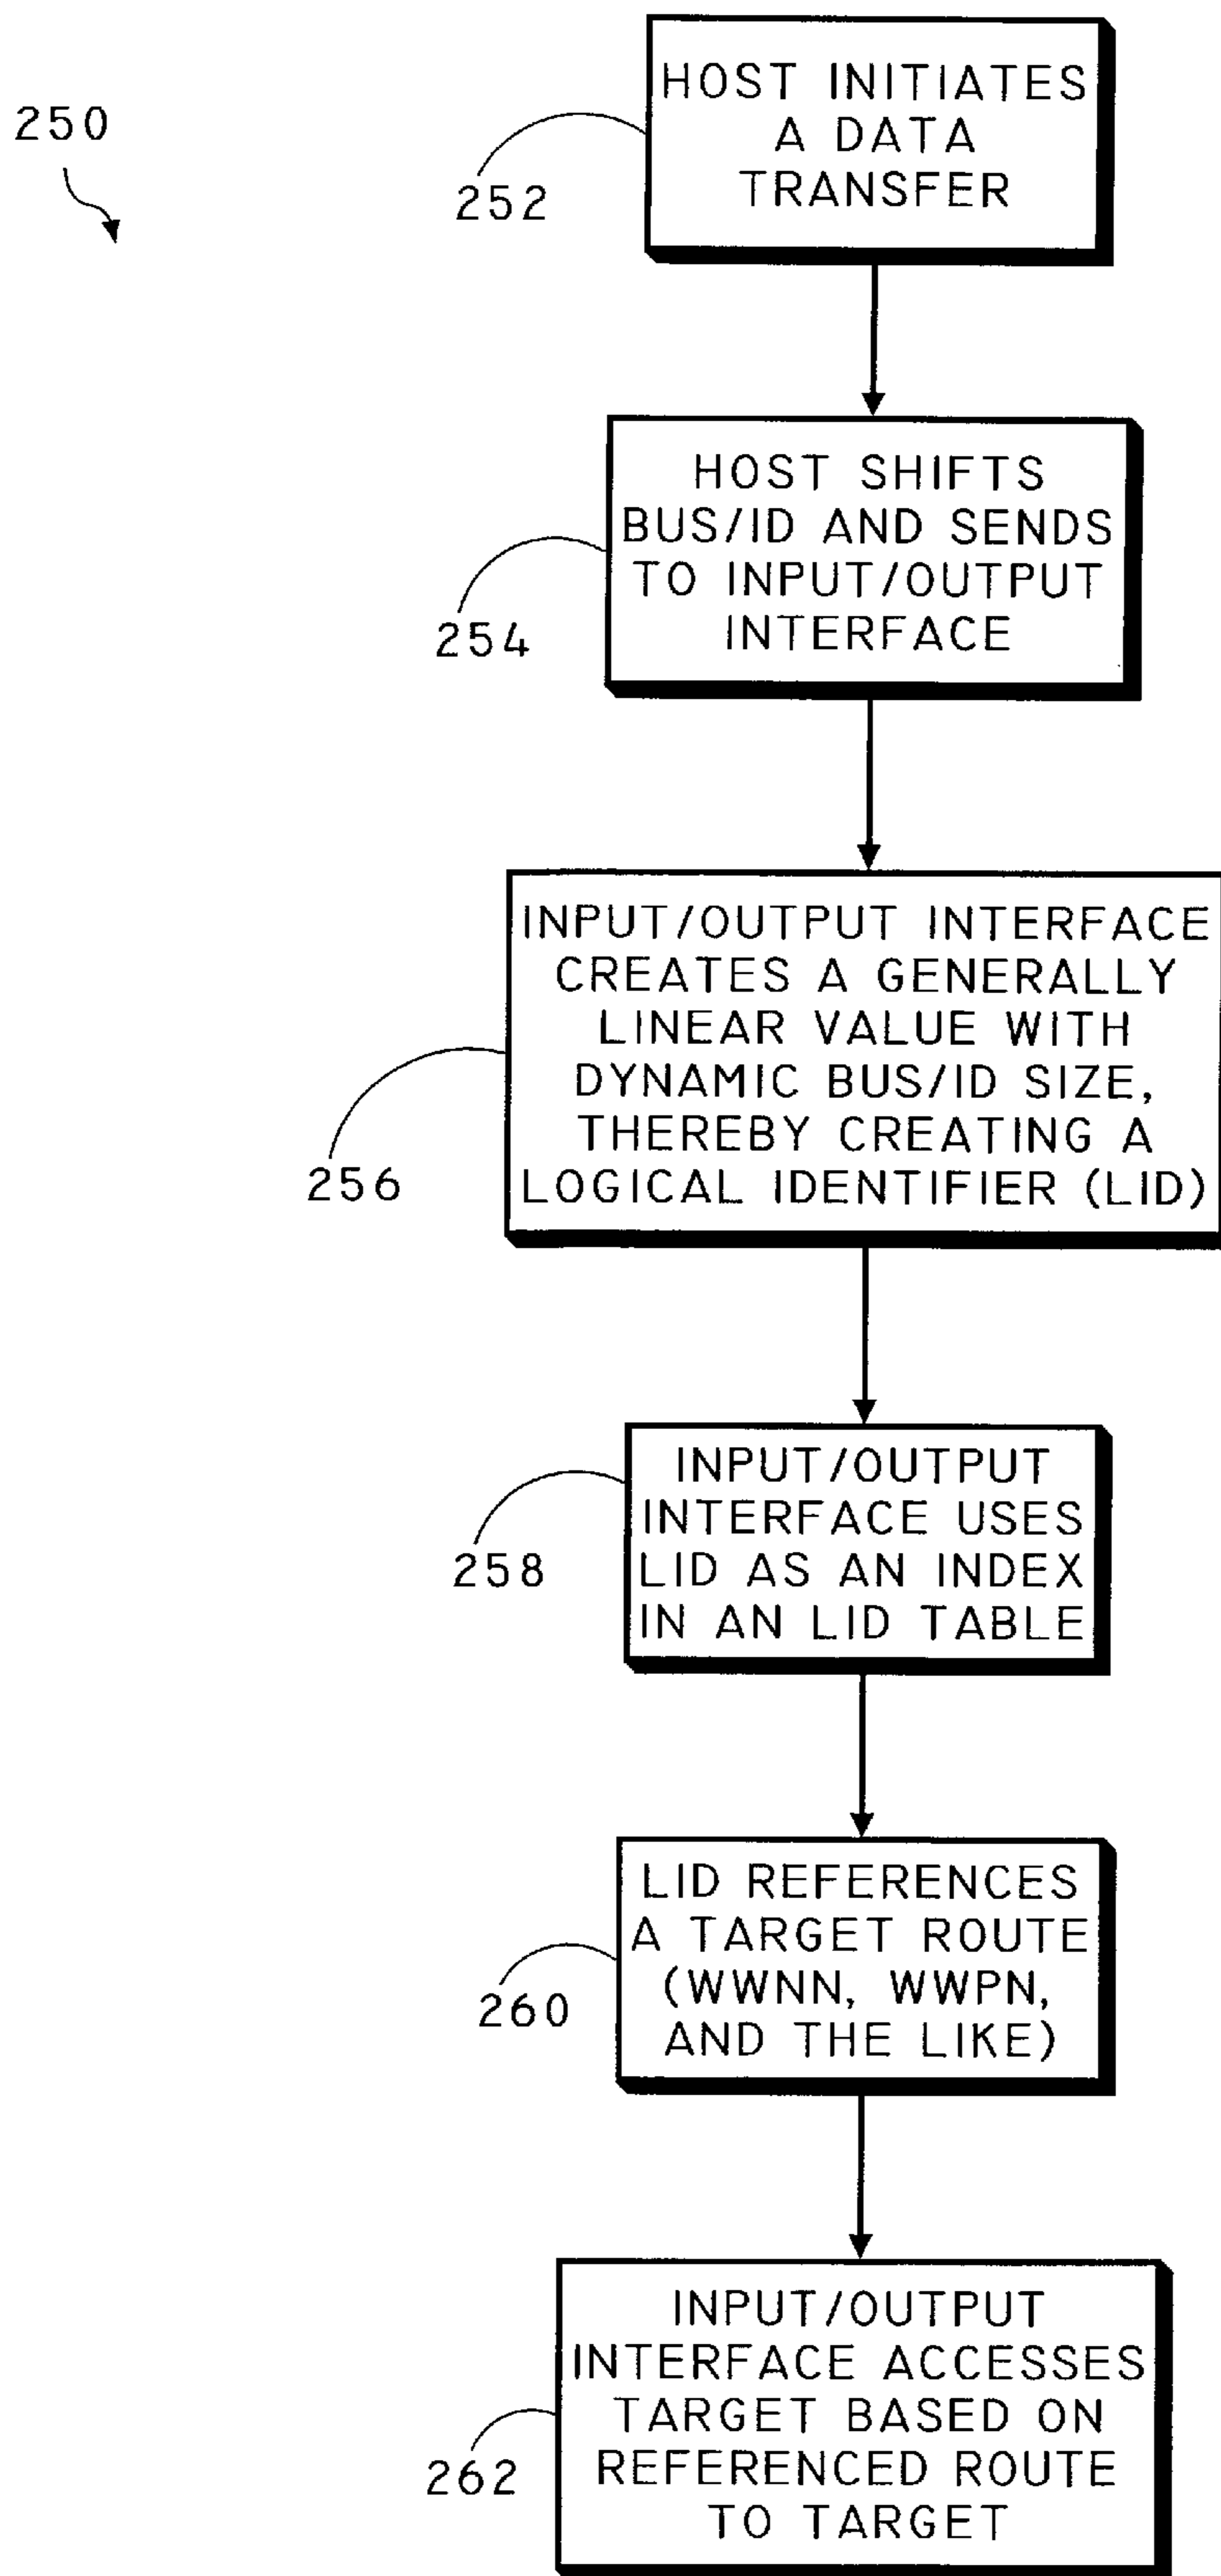 250
HOST INITIATES
A DATA
TRANSFER
252
HOST SHIFTS
BUS/ID AND SENDS
TO INPUT/OUTPUT
INTERFACE
254
INPUT/OUTPUT INTERFACE
CREATES A GENERALLY
LINEAR VALUE WITH
DYNAMIC BUS/ID SIZE,
THEREBY CREATING A
LOGICAL IDENTIFIER (LID)
256
INPUT/OUTPUT
INTERFACE USES
LID AS AN INDEX
IN AN LID TABLE
258
LID REFERENCES
A TARGET ROUTE
(WWNN, WWPN,
AND THE LIKE)
260
INPUT/OUTPUT
INTERFACE ACCESSES
TARGET BASED ON
REFERENCED ROUTE
TO TARGET
262